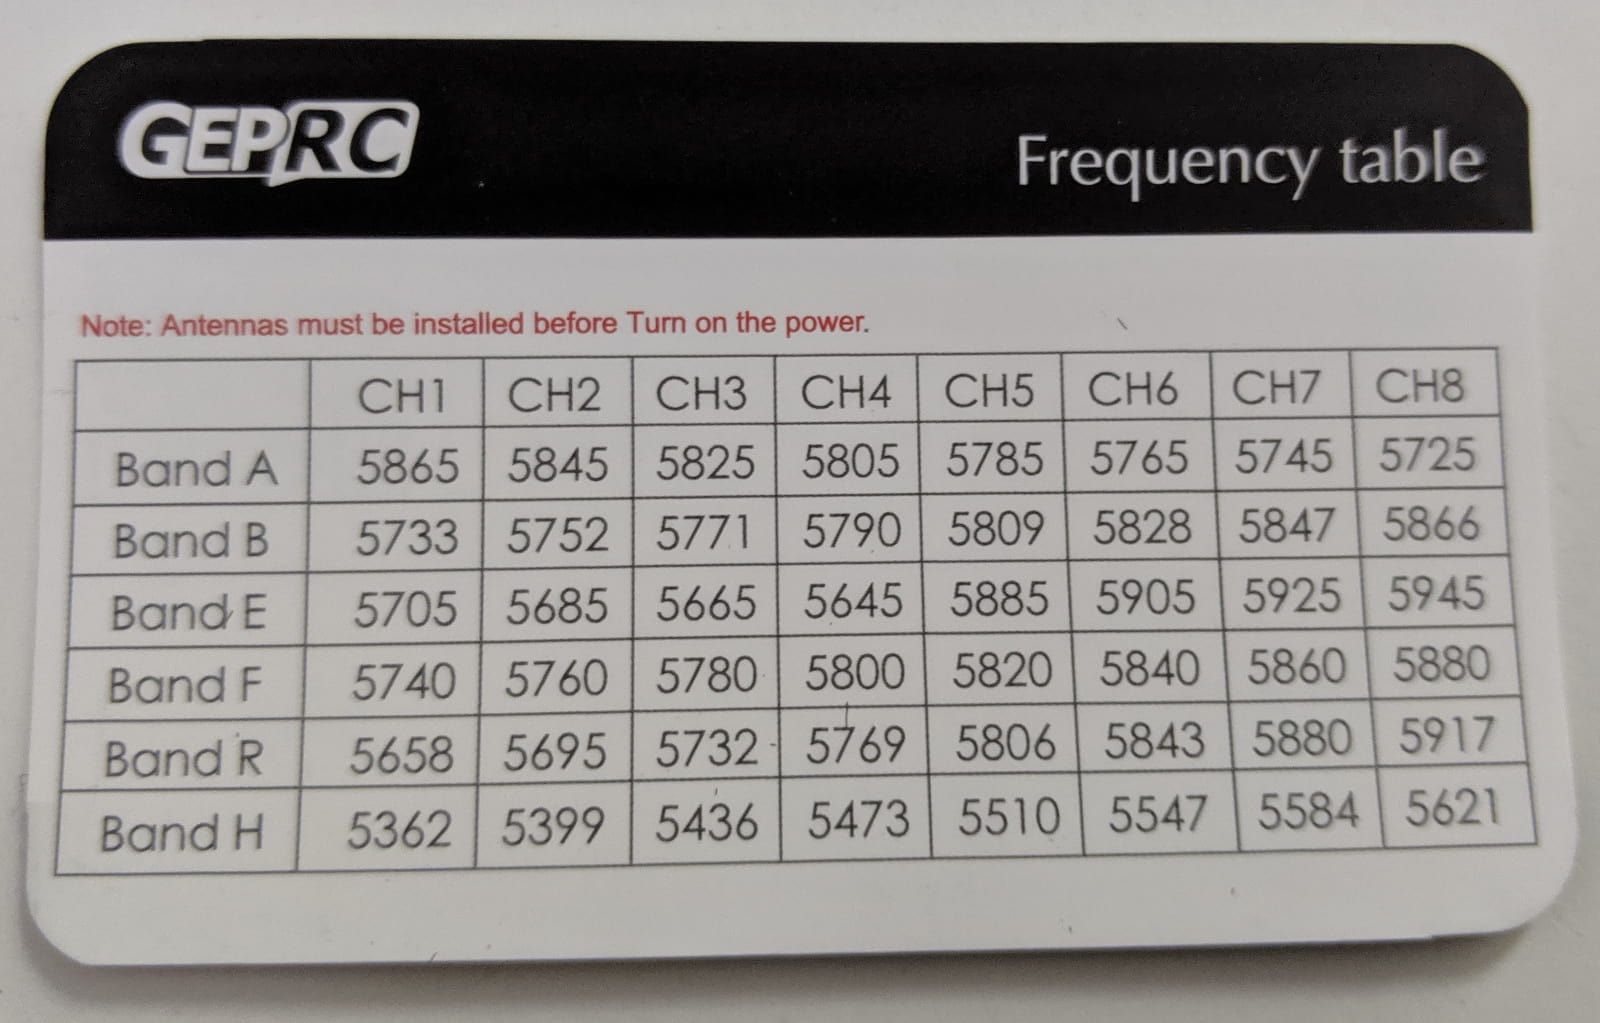 GEPRC
Frequency table
Note: Antennas must be installed before Turn on the power.
CH1 CH2 CH3 CH4 CH5 CH6 CH7 CH8
Band A 5865 5845 5825 5805 5785 5765 5745 5725
Band B 5733 5752 5771 5790 5809 5828 5847 5866
Band E 5705 5685 5665 5645 5885 5905 5925 5945
Band F 5740 5760 5780 5800 5820 5840 5860 5880
Band R 5658 5695 5732 5769 5806 5843 5880 5917
Band H 5362 5399 5436 5473 5510 5547 5584 5621